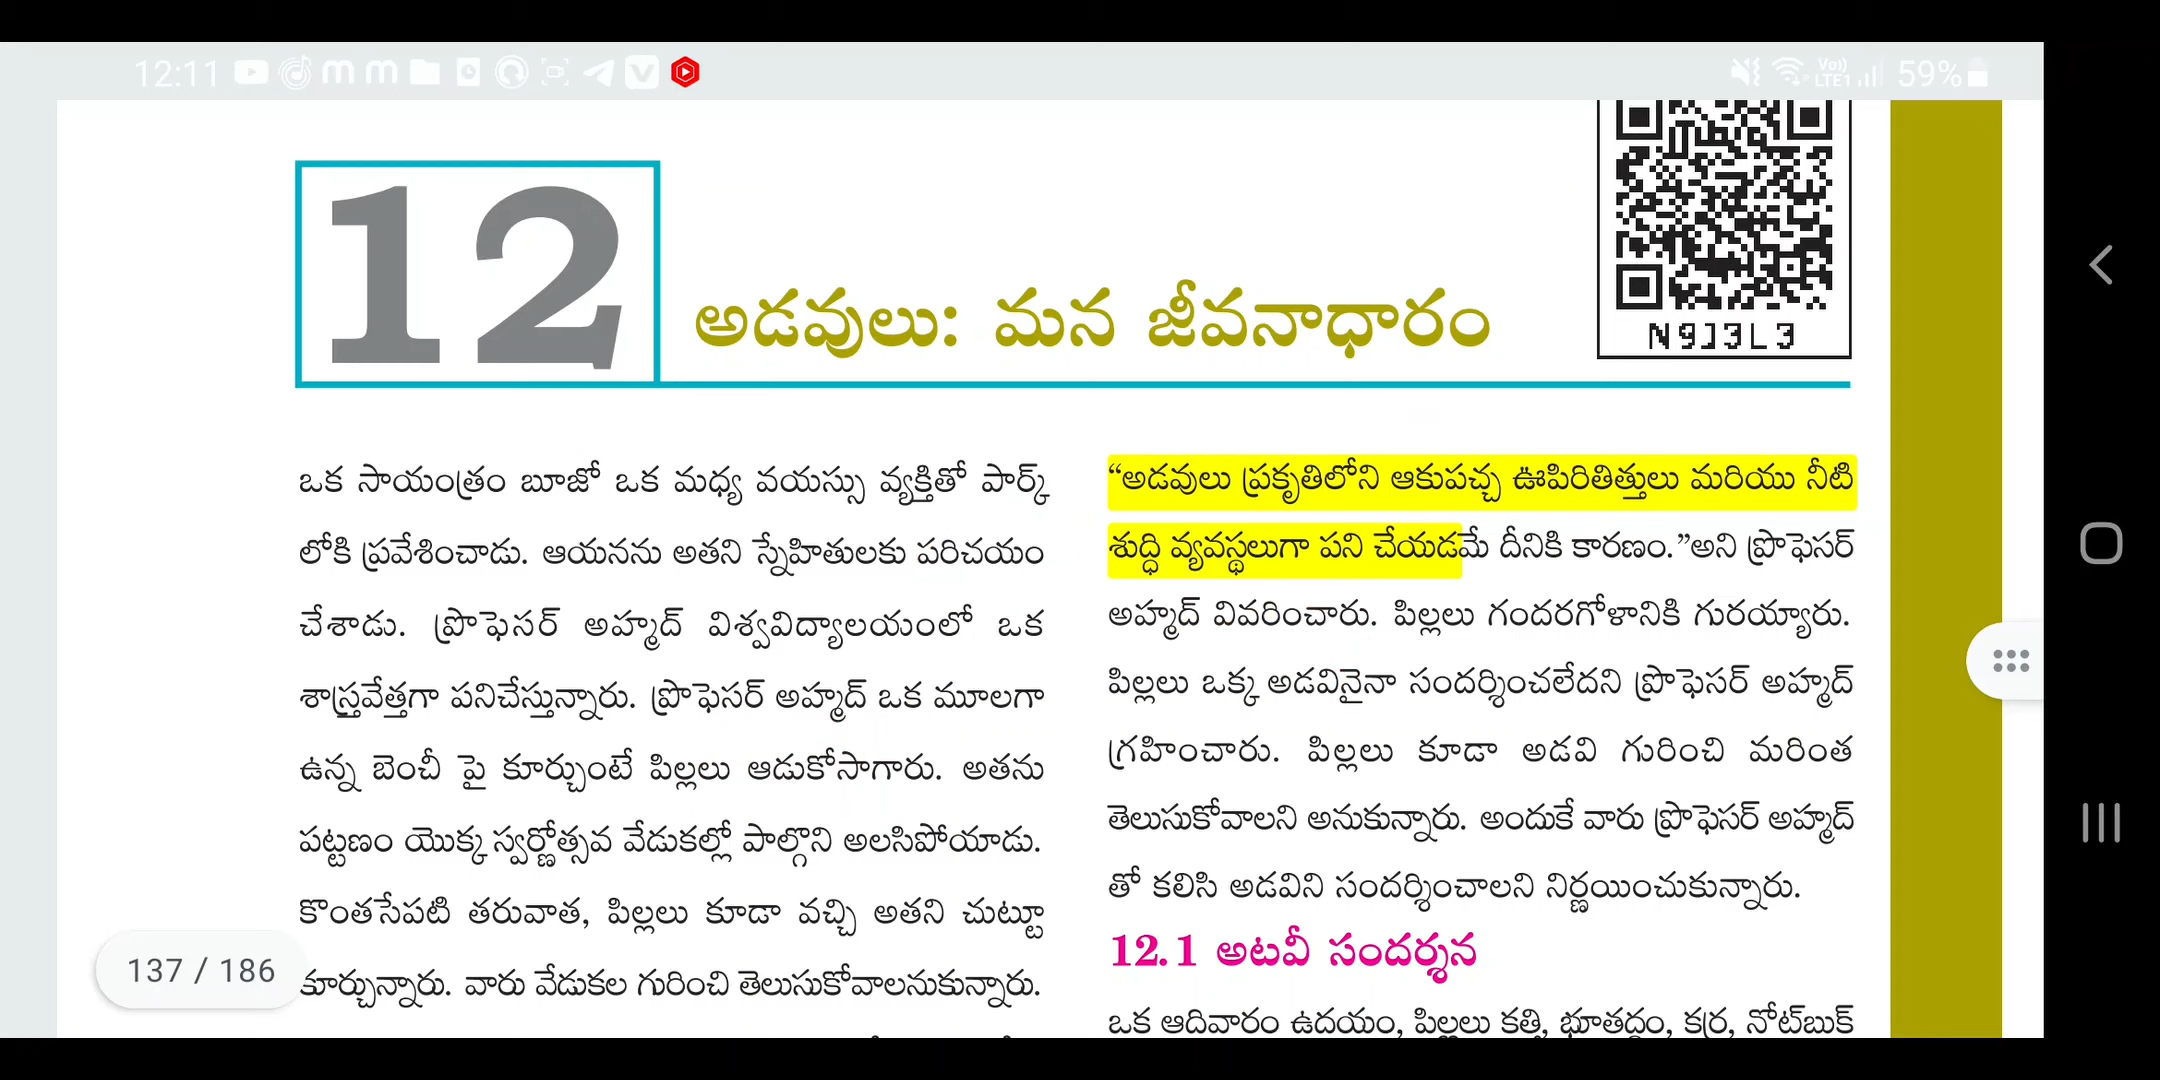 12:11
Vo) LTE1 59%
12
అడవులు: మన జీవనాధారం
N9J3L3
ఒక సాయంత్రం బూజో ఒక మధ్య వయస్సు వ్యక్తితో పార్క్
లోకి ప్రవేశించాడు. ఆయనను అతని స్నేహితులకు పరిచయం
చేశాడు. ప్రొఫెసర్ అహ్మద్ విశ్వవిద్యాలయంలో ఒక
శాస్త్రవేత్తగా పనిచేస్తున్నారు. ప్రొఫెసర్ అహ్మద్ ఒక మూలగా
ఉన్న బెంచీ పై కూర్చుంటే పిల్లలు ఆడుకోసాగారు. అతను
పట్టణం యొక్క స్వర్ణోత్సవ వేడుకల్లో పాల్గొని అలసిపోయాడు.
కొంతసేపటి తరువాత, పిల్లలు కూడా వచ్చి అతని చుట్టూ
కూర్చున్నారు. వారు వేడుకల గురించి తెలుసుకోవాలనుకున్నారు.
“అడవులు ప్రకృతిలోని ఆకుపచ్చ ఊపిరితిత్తులు మరియు నీటి
శుద్ధి వ్యవస్థలుగా పని చేయడమే దీనికి కారణం.”అని ప్రొఫెసర్
అహ్మద్ వివరించారు. పిల్లలు గందరగోళానికి గురయ్యారు.
పిల్లలు ఒక్క అడవినైనా సందర్శించలేదని ప్రొఫెసర్ అహ్మద్
గ్రహించారు. పిల్లలు కూడా అడవి గురించి మరింత
తెలుసుకోవాలని అనుకున్నారు. అందుకే వారు ప్రొఫెసర్ అహ్మద్
తో కలిసి అడవిని సందర్శించాలని నిర్ణయించుకున్నారు.
12.1 అటవీ సందర్శన
ఒక ఆదివారం ఉదయం, పిల్లలు కత్తి, భూతద్దం, కర్ర, నోట్‌బుక్
137 / 186